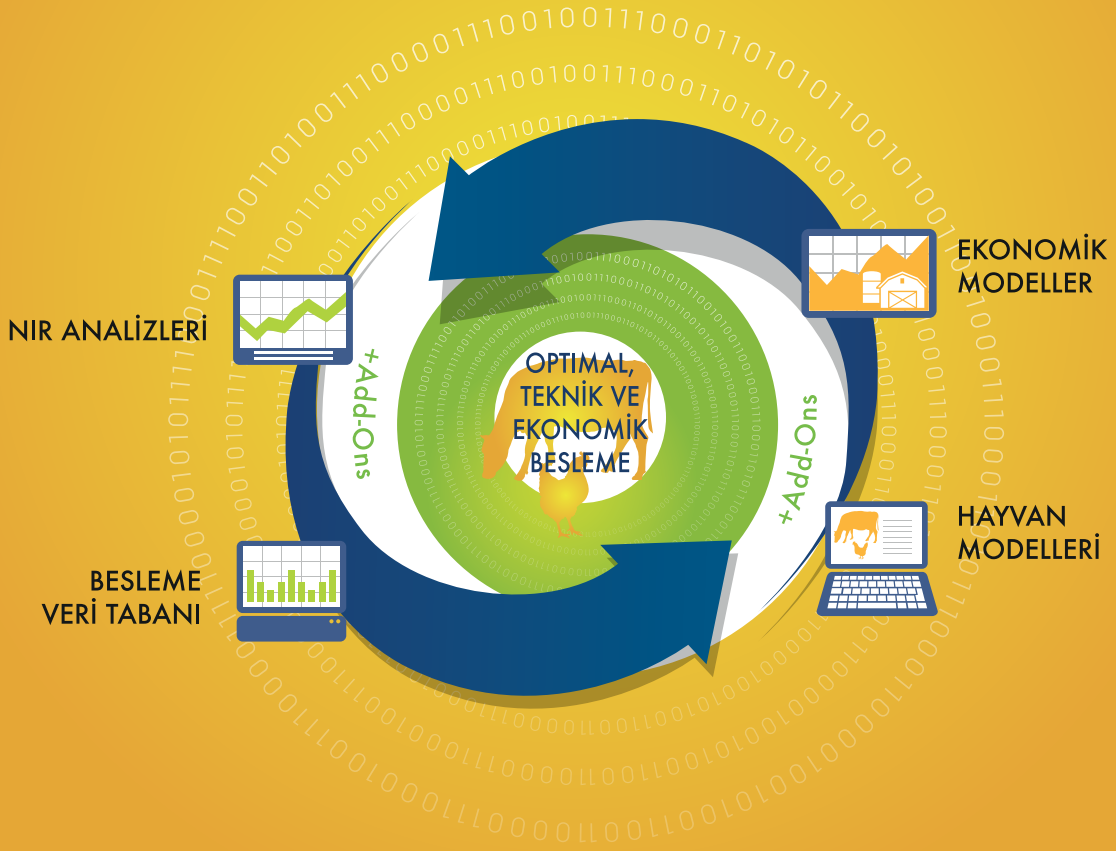 EKONOMİK
MODELLER
NIR ANALİZLERİ
+Add-Ons
OPTIMAL,
TEKNİK VE
EKONOMİK
BESLEME
+Add-Ons
HAYVAN
MODELLERİ
BESLEME
VERİ TABANI